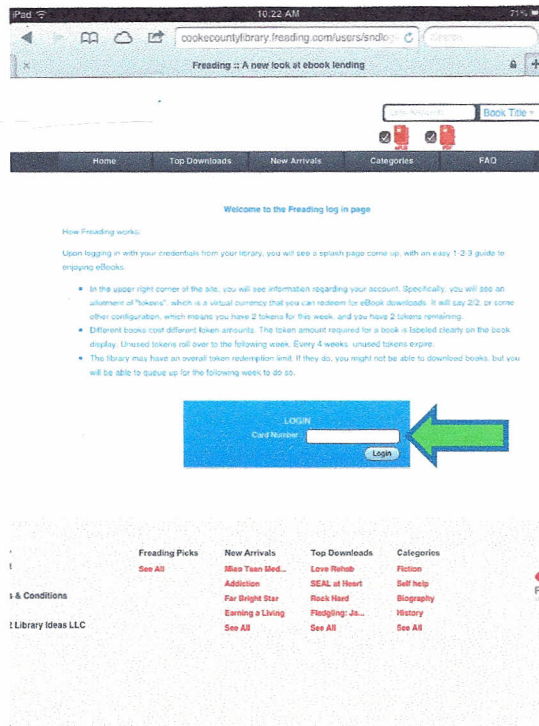 iPad 10:22 AM 71%
cookecountylibrary.freading.com/users/sndlog
Freading :: A new look at ebook lending
Book Title
Home Top Downloads New Arrivals Categories FAQ
Welcome to the Freading log in page
How Freading works:
Upon logging in with your credentials from your library, you will see a splash page come up, with an easy 1-2-3 guide to
enjoying eBooks.
In the upper right corner of the site, you will see information regarding your account. Specifically, you will see an
allotment of "tokens", which is a virtual currency that you can redeem for eBook downloads. It will say 2/2, or some
other configuration, which means you have 2 tokens for this week, and you have 2 tokens remaining.
Different books cost different token amounts. The token amount required for a book is labeled clearly on the book
display. Unused tokens roll over to the following week. Every 4 weeks, unused tokens expire.
The library may have an overall token redemption limit. If they do, you might not be able to download books, but you
will be able to queue up for the following week to do so.
LOGIN
Card Number
Login
Freading Picks New Arrivals Top Downloads Categories
See All Miss Teen Med... Love Rehab Fiction
Addiction SEAL at Heart Self help
s & Conditions Far Bright Star Rock Hard Biography
Earning a Living Fledgling: Ja... History
2 Library Ideas LLC See All See All See All